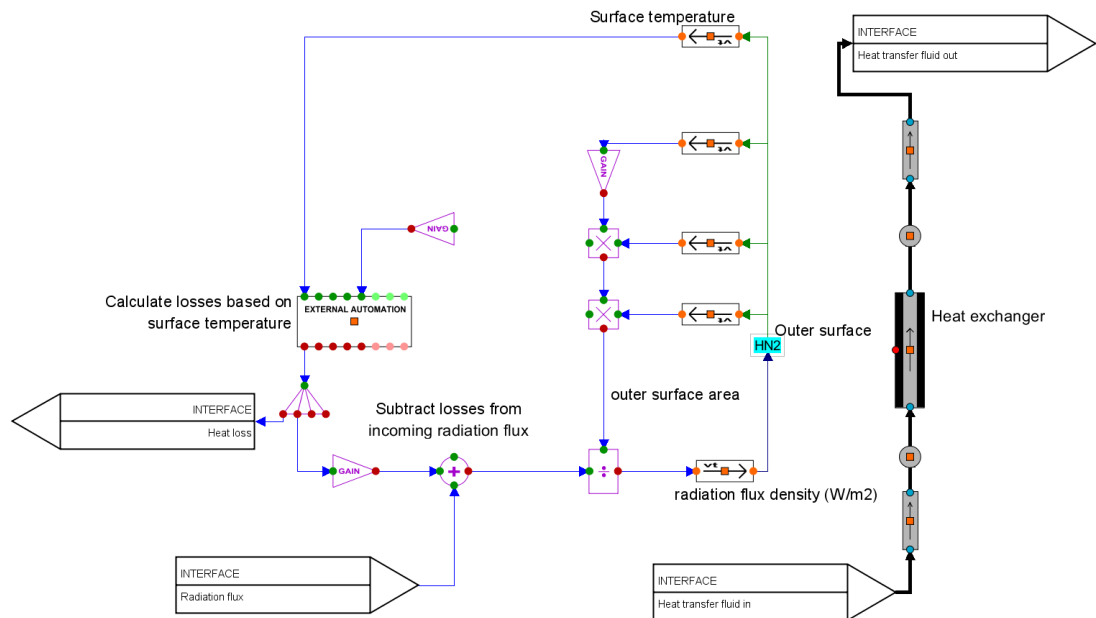 Surface temperature
INTERFACE
Heat transfer fluid out
GAIN
GAIN
Calculate losses based on
surface temperature
EXTERNAL AUTOMATION
Outer surface
HN2
Heat exchanger
INTERFACE
Heat loss
Subtract losses from
incoming radiation flux
outer surface area
GAIN
+
÷
radiation flux density (W/m2)
INTERFACE
Radiation flux
INTERFACE
Heat transfer fluid in